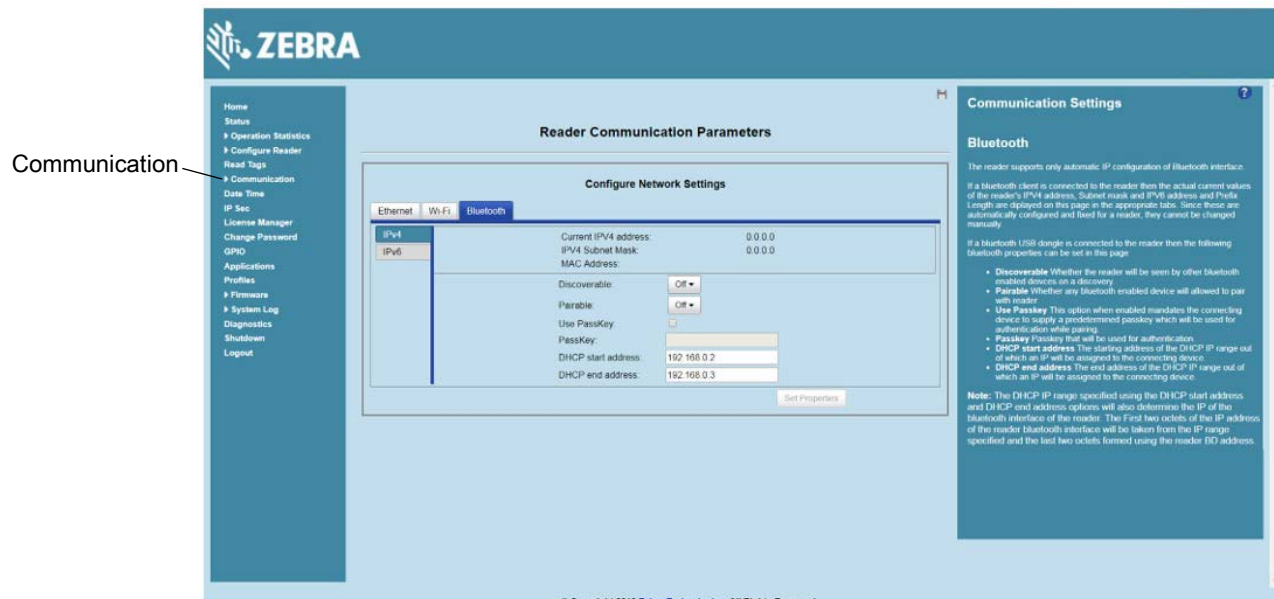 ZEBRA
Communication
Home
Status
Operation Statistics
Configure Reader
Read Tags
Communication
Date Time
IP Sec
License Manager
Change Password
GPIO
Applications
Profiles
Firmware
System Log
Diagnostics
Shutdown
Logout
Reader Communication Parameters
Configure Network Settings
Ethernet Wi-Fi Bluetooth
IPv4
IPv6
Current IPV4 address: 0.0.0.0
IPV4 Subnet Mask: 0.0.0.0
MAC Address:
Discoverable: Off
Pairable: Off
Use PassKey:
PassKey:
DHCP start address: 192.168.0.2
DHCP end address: 192.168.0.3
Set Properties
?
Communication Settings
Bluetooth
The reader supports only automatic IP configuration of Bluetooth interface.
If a bluetooth client is connected to the reader then the actual current values
of the reader's IPV4 address, Subnet mask and IPV6 address and Prefix
Length are diplayed on this page in the appropriate tabs. Since these are
automatically configured and fixed for a reader, they cannot be changed
manually.
If a bluetooth USB dongle is connected to the reader then the following
bluetooth properties can be set in this page
• Discoverable Whether the reader will be seen by other bluetooth
enabled devices on a discovery.
• Pairable Whether any bluetooth enabled device will allowed to pair
with reader
• Use Passkey This option when enabled mandates the connecting
device to supply a predetermined passkey which will be used for
authentication while pairing.
• Passkey Passkey that will be used for authentication.
• DHCP start address The starting address of the DHCP IP range out
of which an IP will be assigned to the connecting device.
• DHCP end address The end address of the DHCP IP range out of
which an IP will be assigned to the connecting device.
Note: The DHCP IP range specified using the DHCP start address
and DHCP end address options will also determine the IP of the
bluetooth interface of the reader. The First two octets of the IP address
of the reader bluetooth interface will be taken from the IP range
specified and the last two octets formed using the reader BD address.